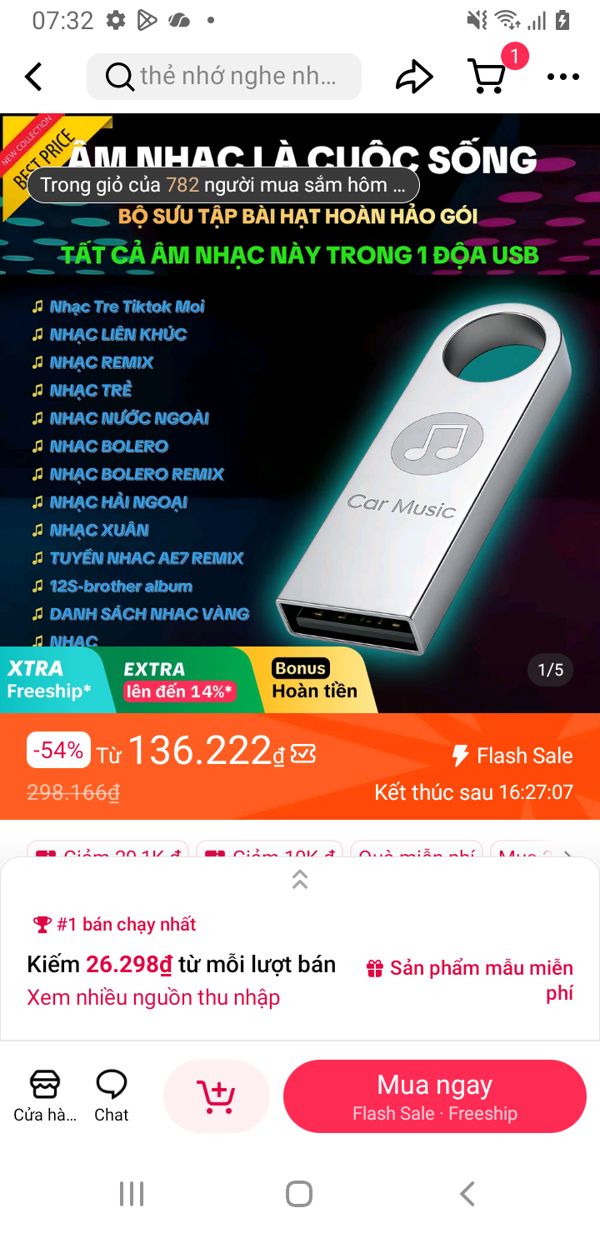 07:32
thẻ nhớ nghe nh...
1
NEW COLLECTION
BEST PRICE
ÂM NHẠC LÀ CUỘC SỐNG
Trong giỏ của 782 người mua sắm hôm ...
BỘ SƯU TẬP BÀI HẠT HOÀN HẢO GÓI
TẤT CẢ ÂM NHẠC NÀY TRONG 1 ĐỘA USB
Nhạc Tre Tiktok Moi
NHẠC LIÊN KHÚC
NHẠC REMIX
NHẠC TRẺ
NHẠC NƯỚC NGOÀI
NHẠC BOLERO
NHẠC BOLERO REMIX
NHẠC HẢI NGOẠI
NHẠC XUÂN
TUYỂN NHAC AE7 REMIX
12S-brother album
DANH SÁCH NHAC VÀNG
NHAC
Car Music
XTRA
Freeship*
EXTRA
lên đến 14%*
Bonus
Hoàn tiền
1/5
-54% Từ 136.222₫
Flash Sale
298.166₫
Kết thúc sau 16:27:07
#1 bán chạy nhất
Kiếm 26.298₫ từ mỗi lượt bán
Xem nhiều nguồn thu nhập
Sản phẩm mẫu miễn
phí
Cửa hà...
Chat
Mua ngay
Flash Sale · Freeship